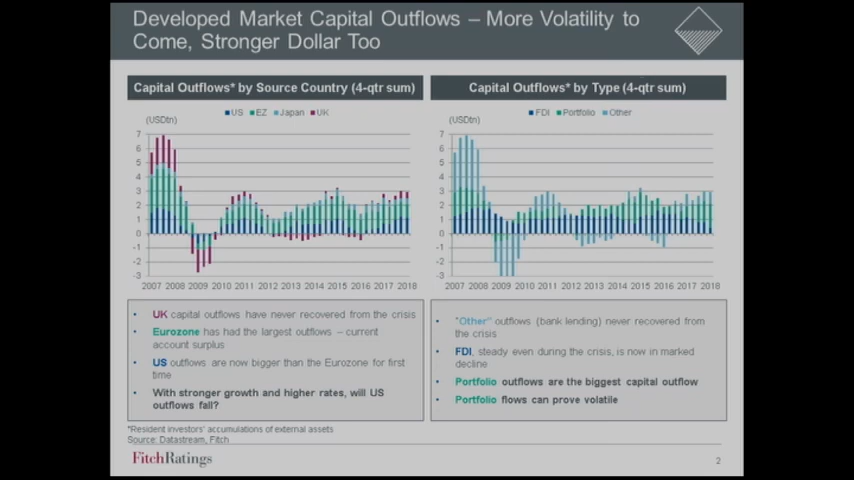 Developed Market Capital Outflows – More Volatility to
Come, Stronger Dollar Too
Capital Outflows* by Source Country (4-qtr sum)
(USDtn)
US EZ Japan UK
7
6
5
4
3
2
1
0
-1
-2
-3
2007 2008 2009 2010 2011 2012 2013 2014 2015 2016 2017 2018
• UK capital outflows have never recovered from the crisis
• Eurozone has had the largest outflows – current
account surplus
• US outflows are now bigger than the Eurozone for first
time
• With stronger growth and higher rates, will US
outflows fall?
Capital Outflows* by Type (4-qtr sum)
(USDtn)
FDI Portfolio Other
7
6
5
4
3
2
1
0
-1
-2
-3
2007 2008 2009 2010 2011 2012 2013 2014 2015 2016 2017 2018
• "Other" outflows (bank lending) never recovered from
the crisis
• FDI, steady even during the crisis, is now in marked
decline
• Portfolio outflows are the biggest capital outflow
• Portfolio flows can prove volatile
*Resident investors' accumulations of external assets
Source: Datastream, Fitch
FitchRatings
2